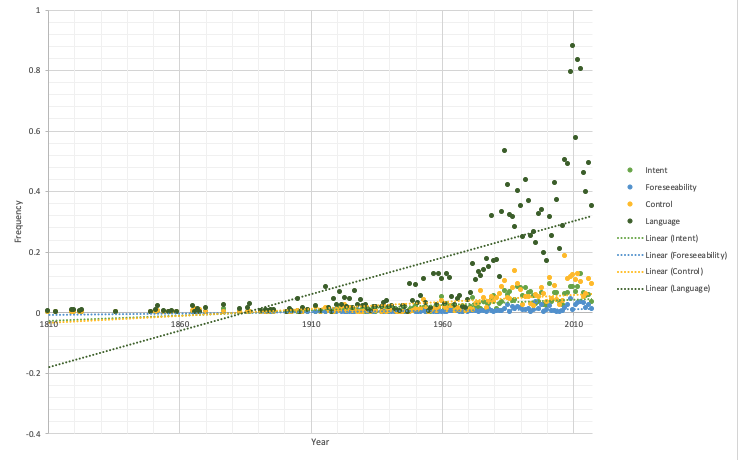 1
0.8
0.6
0.4
0.2
0
-0.2
-0.4
Frequency
1810
1860
1910
1960
2010
Year
Intent
Foreseeability
Control
Language
Linear (Intent)
Linear (Foreseeability)
Linear (Control)
Linear (Language)